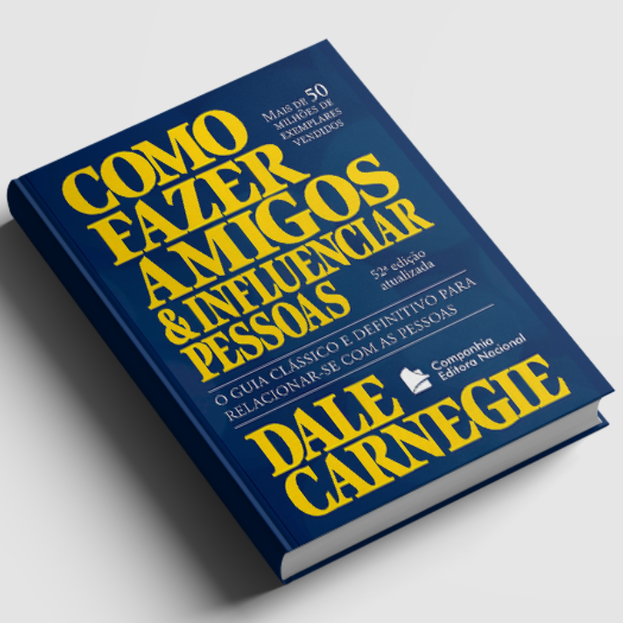 COMO
FAZER
AMIGOS
& INFLUENCIAR
PESSOAS
MAIS DE 50
MILHÕES DE
EXEMPLARES
VENDIDOS
52ª edição
atualizada
O GUIA CLÁSSICO E DEFINITIVO PARA
RELACIONAR-SE COM AS PESSOAS
Companhia
Editora Nacional
DALE
CARNEGIE